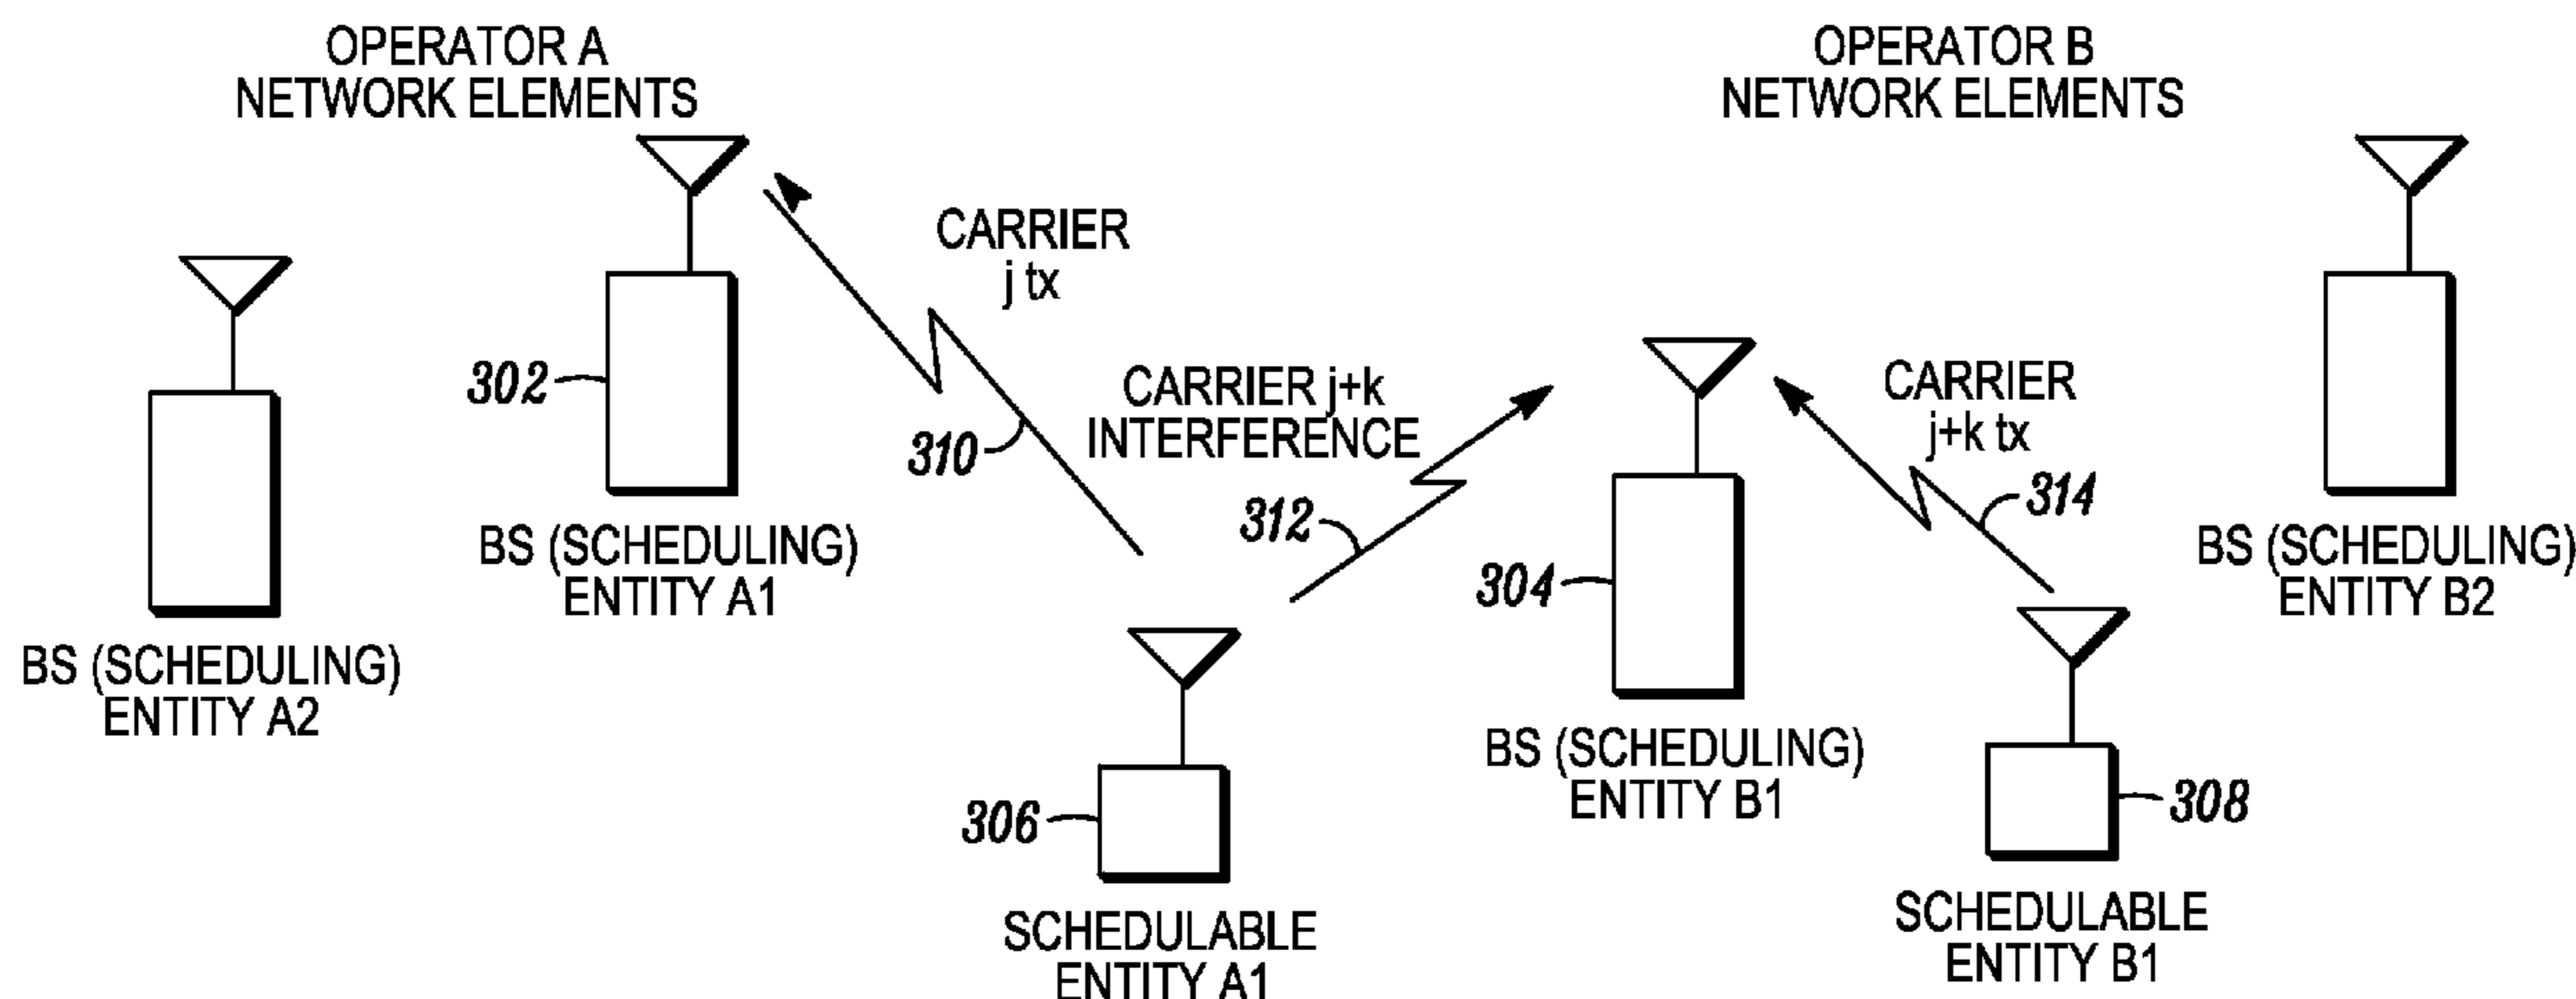 OPERATOR A
NETWORK ELEMENTS
OPERATOR B
NETWORK ELEMENTS
CARRIER
j tx
302
310
CARRIER j+k
INTERFERENCE
312
CARRIER
j+k tx
314
304
BS (SCHEDULING)
ENTITY A1
BS (SCHEDULING)
ENTITY B2
BS (SCHEDULING)
ENTITY A2
BS (SCHEDULING)
ENTITY B1
306
308
SCHEDULABLE
ENTITY A1
SCHEDULABLE
ENTITY B1